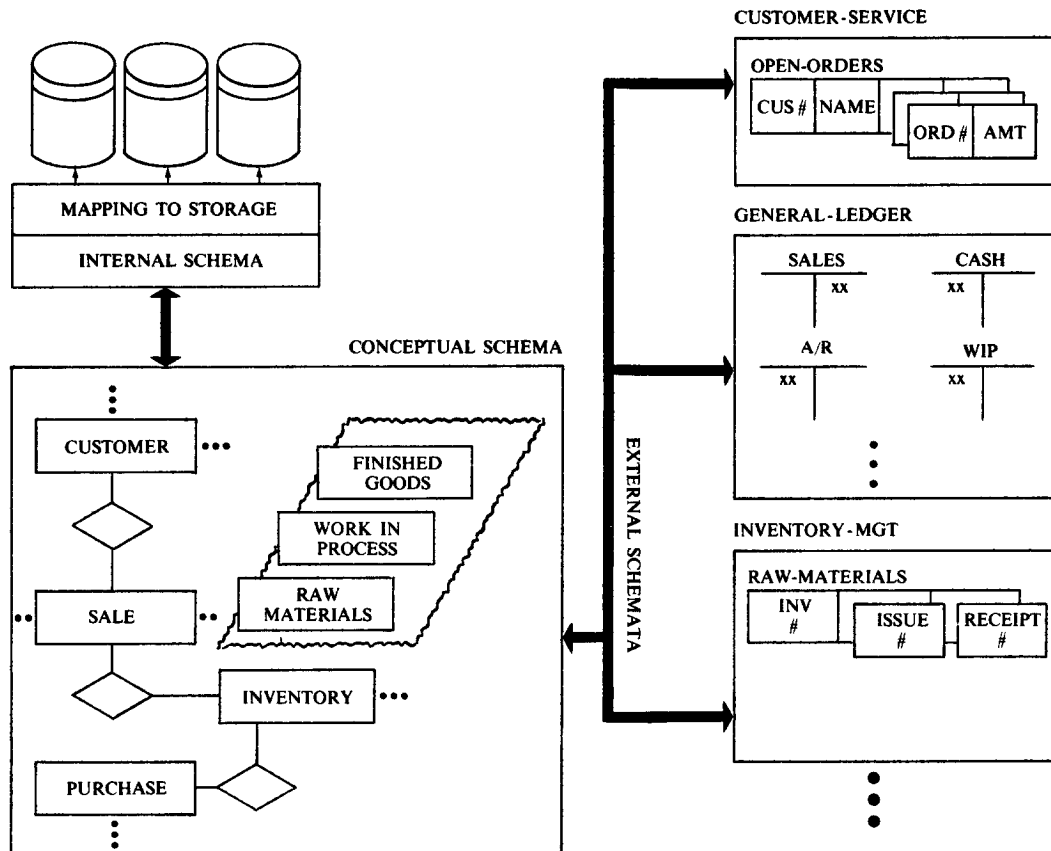 MAPPING TO STORAGE
INTERNAL SCHEMA
CONCEPTUAL SCHEMA
CUSTOMER
FINISHED
GOODS
WORK IN
PROCESS
RAW
MATERIALS
SALE
INVENTORY
PURCHASE
EXTERNAL SCHEMATA
CUSTOMER-SERVICE
OPEN-ORDERS
CUS # NAME
ORD # AMT
GENERAL-LEDGER
SALES CASH
xx xx
A/R WIP
xx xx
INVENTORY-MGT
RAW-MATERIALS
INV
#
ISSUE
#
RECEIPT
#